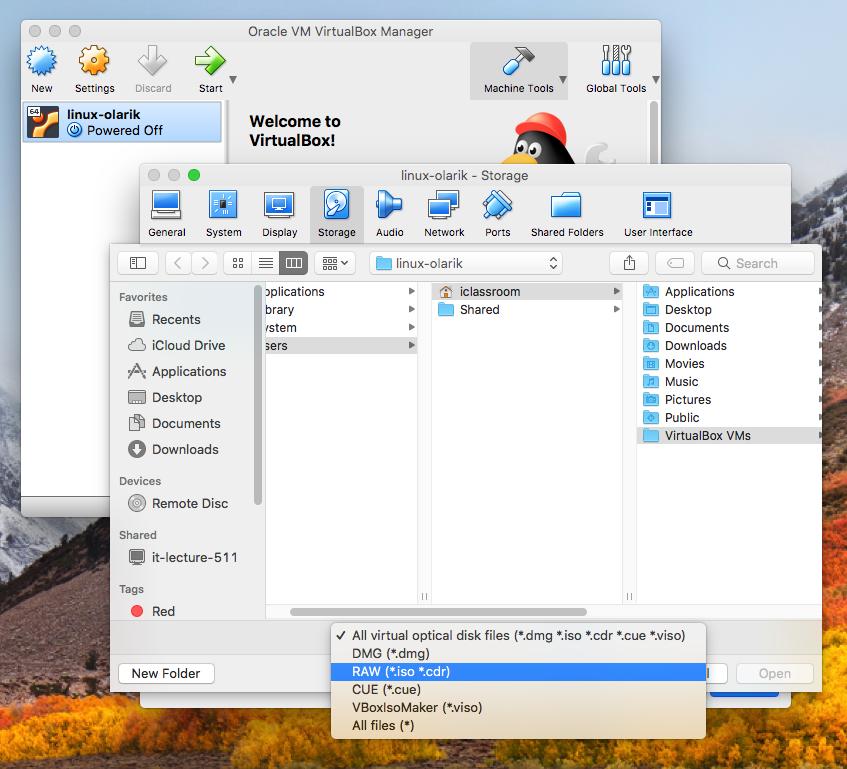 Oracle VM VirtualBox Manager
New
Settings
Discard
Start
Machine Tools
Global Tools
64
linux-olarik
Powered Off
Welcome to
VirtualBox!
linux-olarik - Storage
General
System
Display
Storage
Audio
Network
Ports
Shared Folders
User Interface
linux-olarik
Search
Favorites
Recents
iCloud Drive
Applications
Desktop
Documents
Downloads
Devices
Remote Disc
Shared
it-lecture-511
Tags
Red
pplications
brary
ystem
sers
iclassroom
Shared
Applications
Desktop
Documents
Downloads
Movies
Music
Pictures
Public
VirtualBox VMs
✓ All virtual optical disk files (*.dmg *.iso *.cdr *.cue *.viso)
DMG (*.dmg)
RAW (*.iso *.cdr)
CUE (*.cue)
VBoxIsoMaker (*.viso)
All files (*)
New Folder
Open